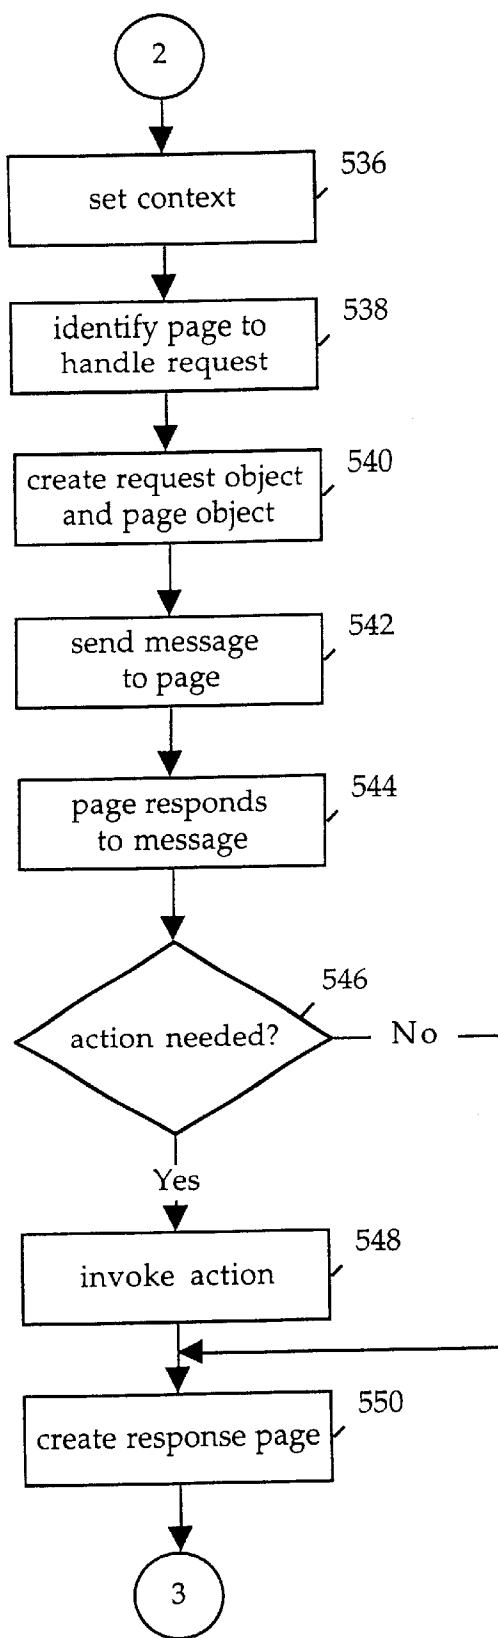 2
536
set context
538
identify page to
handle request
540
create request object
and page object
542
send message
to page
544
page responds
to message
546
action needed?
No
Yes
548
invoke action
550
create response page
3